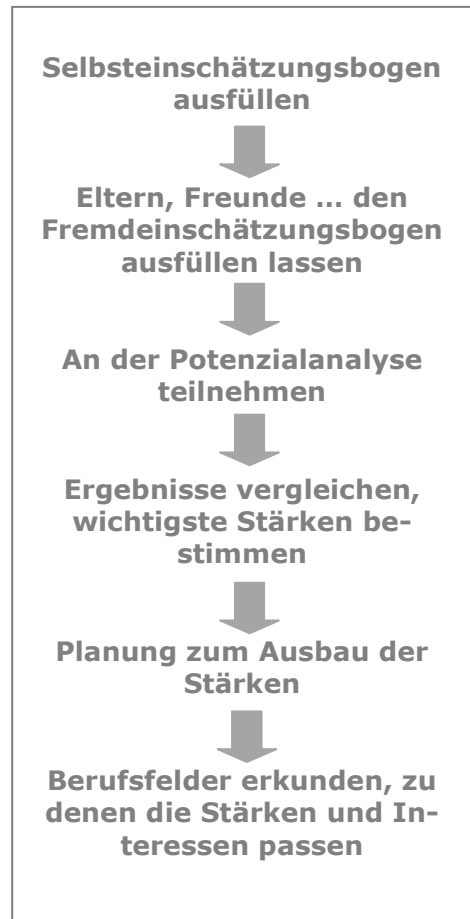 Selbsteinschätzungsbogen
ausfüllen
Eltern, Freunde ... den
Fremdeinschätzungsbogen
ausfüllen lassen
An der Potenzialanalyse
teilnehmen
Ergebnisse vergleichen,
wichtigste Stärken be-
stimmen
Planung zum Ausbau der
Stärken
Berufsfelder erkunden, zu
denen die Stärken und In-
teressen passen